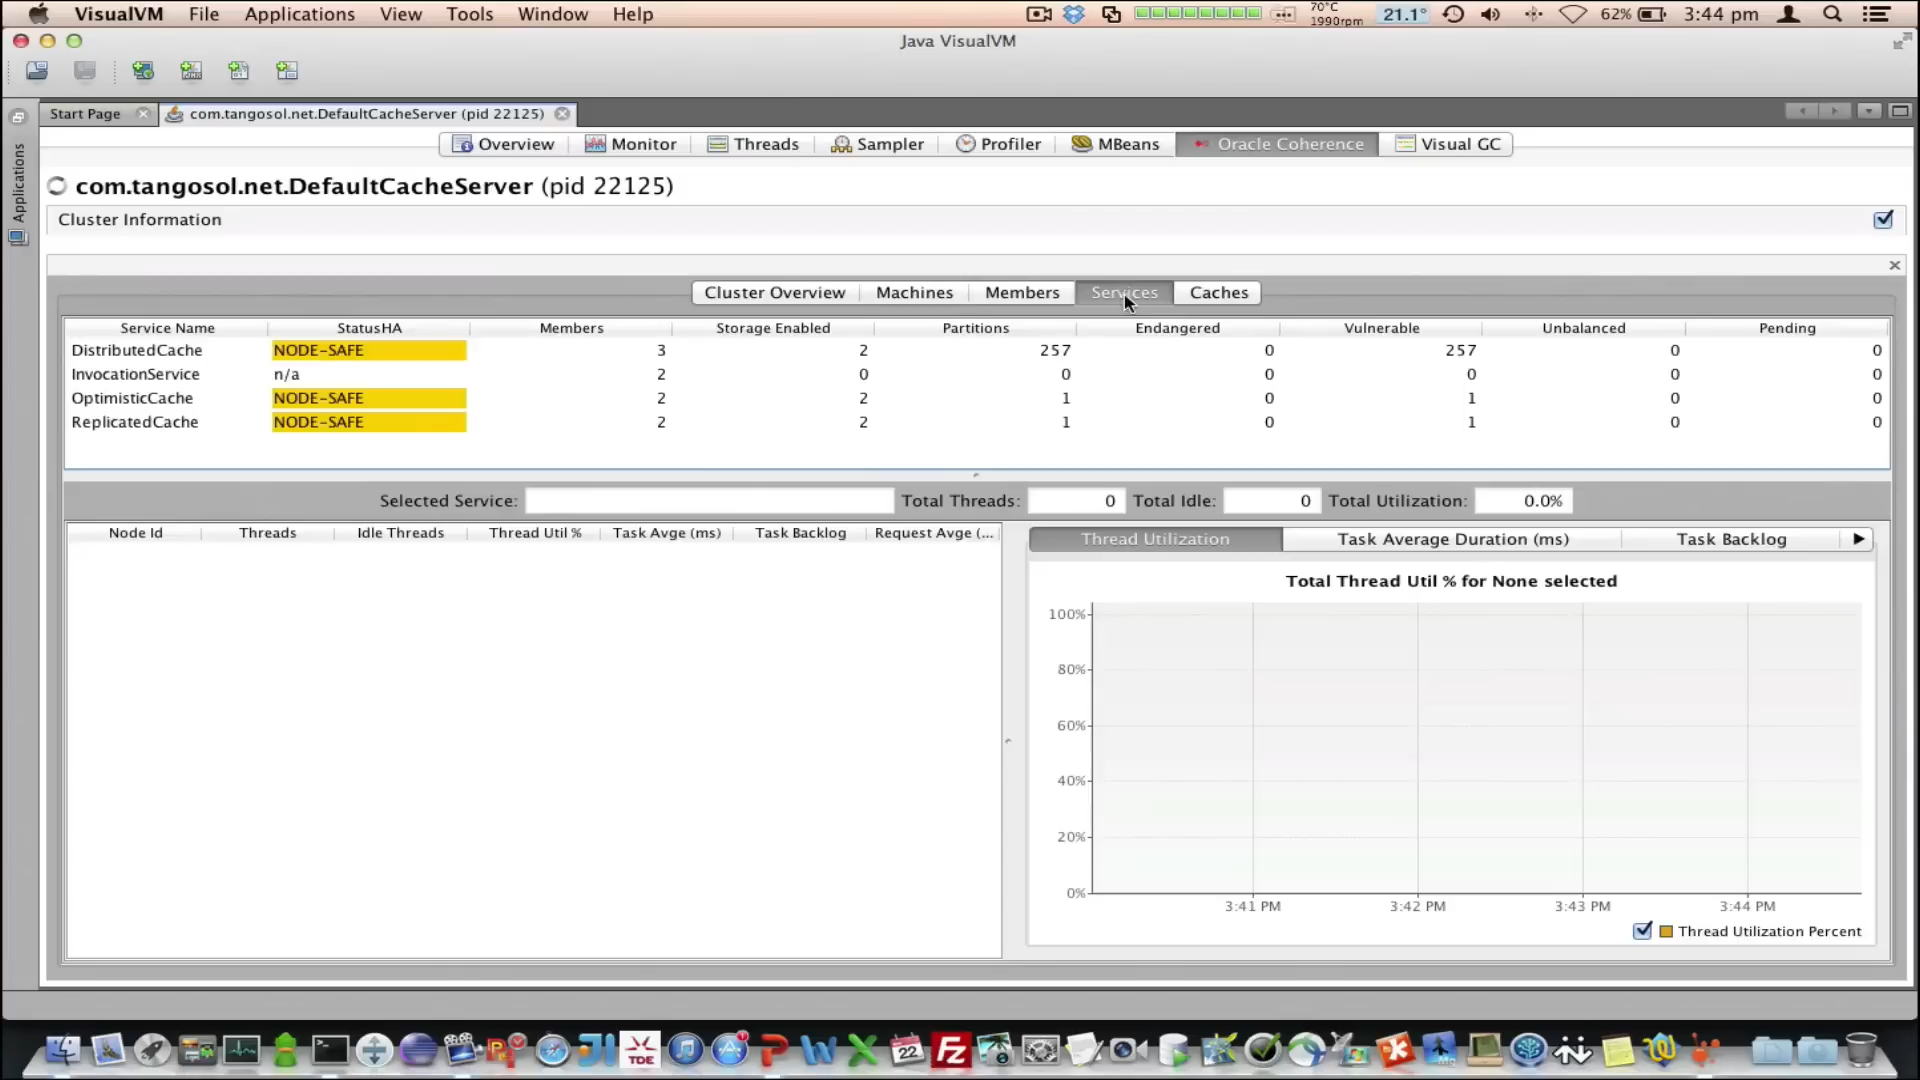 VisualVM File Applications View Tools Window Help 70°C 1990rpm 21.1° 62% 3:44 pm
Java VisualVM
Start Page com.tangosol.net.DefaultCacheServer (pid 22125)
Overview Monitor Threads Sampler Profiler MBeans Oracle Coherence Visual GC
Applications
com.tangosol.net.DefaultCacheServer (pid 22125)
Cluster Information
Cluster Overview Machines Members Services Caches
Service Name StatusHA Members Storage Enabled Partitions Endangered Vulnerable Unbalanced Pending
DistributedCache NODE-SAFE 3 2 257 0 257 0 0
InvocationService n/a 2 0 0 0 0 0 0
OptimisticCache NODE-SAFE 2 2 1 0 1 0 0
ReplicatedCache NODE-SAFE 2 2 1 0 1 0 0
Selected Service: Total Threads: 0 Total Idle: 0 Total Utilization: 0.0%
Node Id Threads Idle Threads Thread Util % Task Avge (ms) Task Backlog Request Avge (...
Thread Utilization Task Average Duration (ms) Task Backlog
Total Thread Util % for None selected
100%
80%
60%
40%
20%
0%
3:41 PM 3:42 PM 3:43 PM 3:44 PM
Thread Utilization Percent
TDE 22 Fz